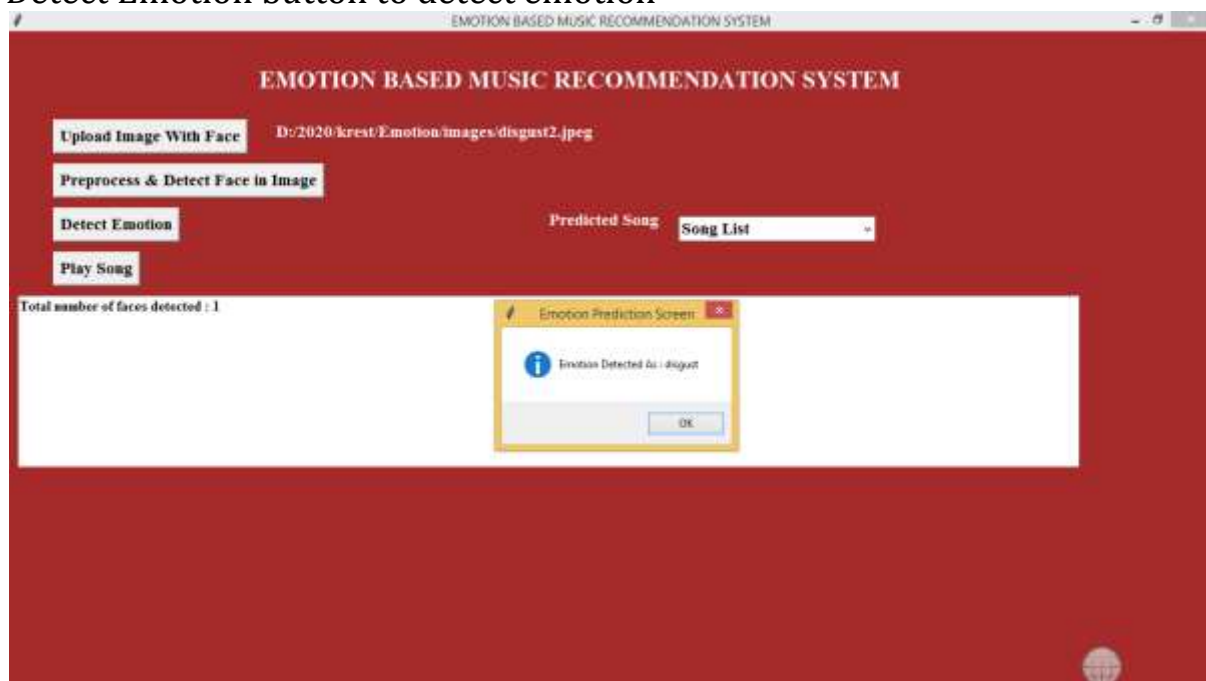 Detect Emotion button to detect emotion
EMOTION BASED MUSIC RECOMMENDATION SYSTEM
EMOTION BASED MUSIC RECOMMENDATION SYSTEM
Upload Image With Face
D:/2020/krest/Emotion/images/disgust2.jpeg
Preprocess & Detect Face in Image
Detect Emotion
Predicted Song
Song List
Play Song
Total number of faces detected : 1
Emotion Prediction Screen
Emotion Detected As : disgust
OK